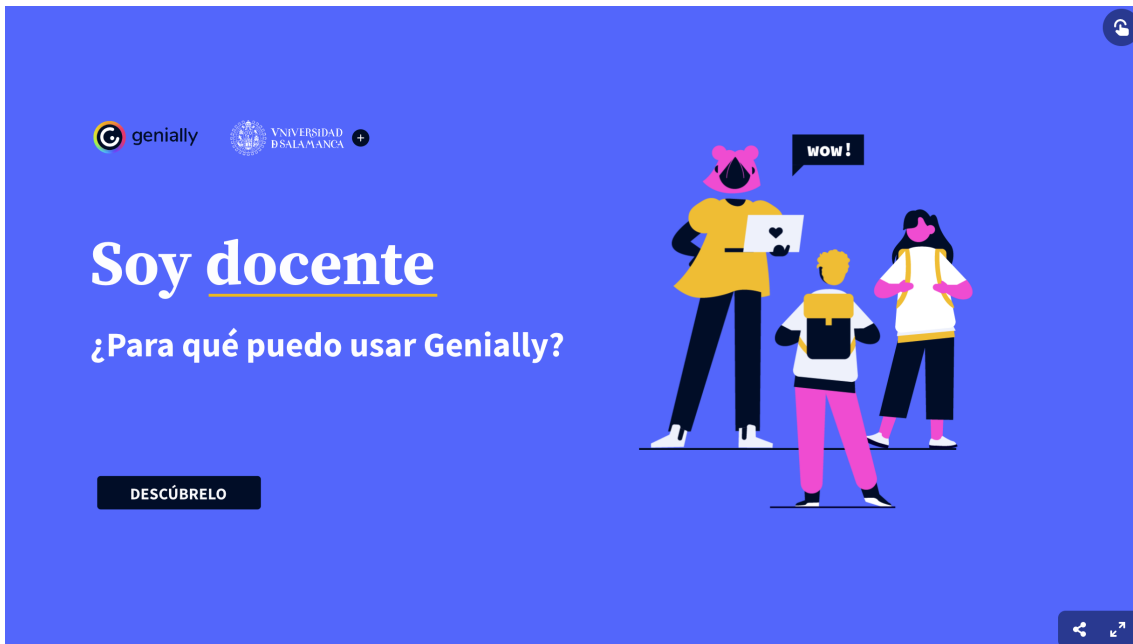 genially
VNIVERSIDAD
D SALAMANCA
WOW!
Soy docente
¿Para qué puedo usar Genially?
DESCÚBRELO